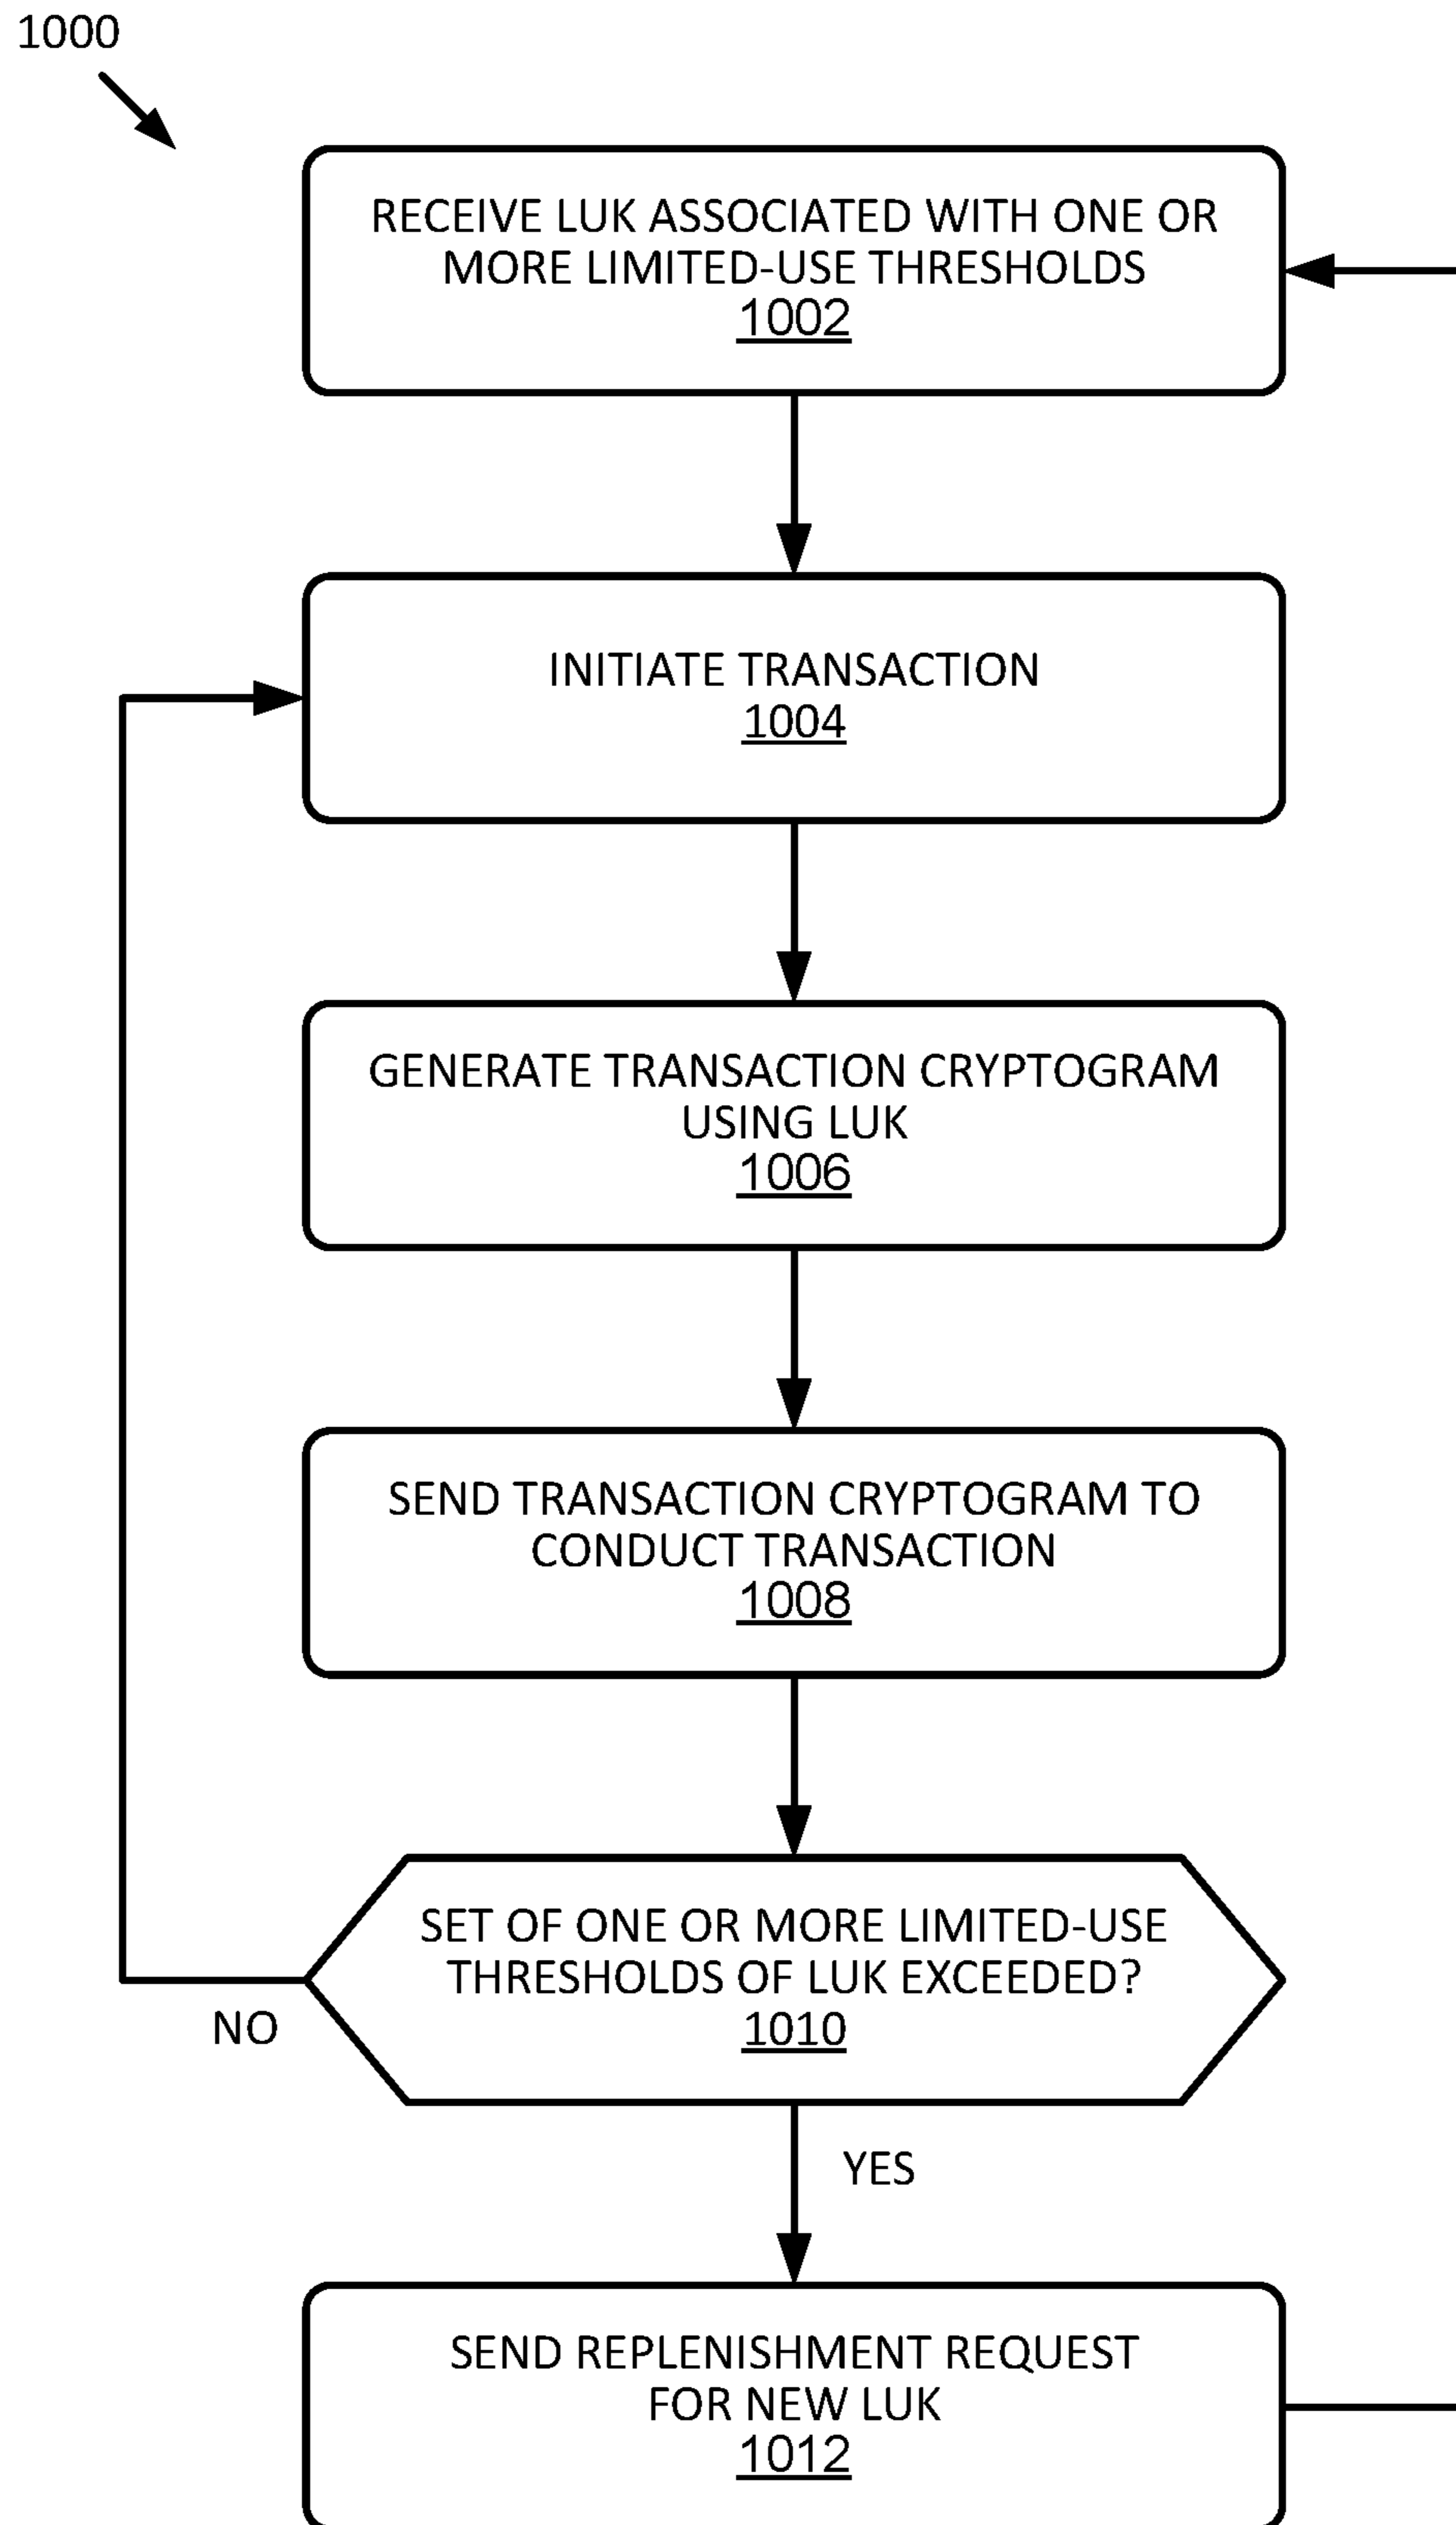 1000
RECEIVE LUK ASSOCIATED WITH ONE OR
MORE LIMITED-USE THRESHOLDS
1002
INITIATE TRANSACTION
1004
GENERATE TRANSACTION CRYPTOGRAM
USING LUK
1006
SEND TRANSACTION CRYPTOGRAM TO
CONDUCT TRANSACTION
1008
SET OF ONE OR MORE LIMITED-USE
THRESHOLDS OF LUK EXCEEDED?
1010
NO
YES
SEND REPLENISHMENT REQUEST
FOR NEW LUK
1012